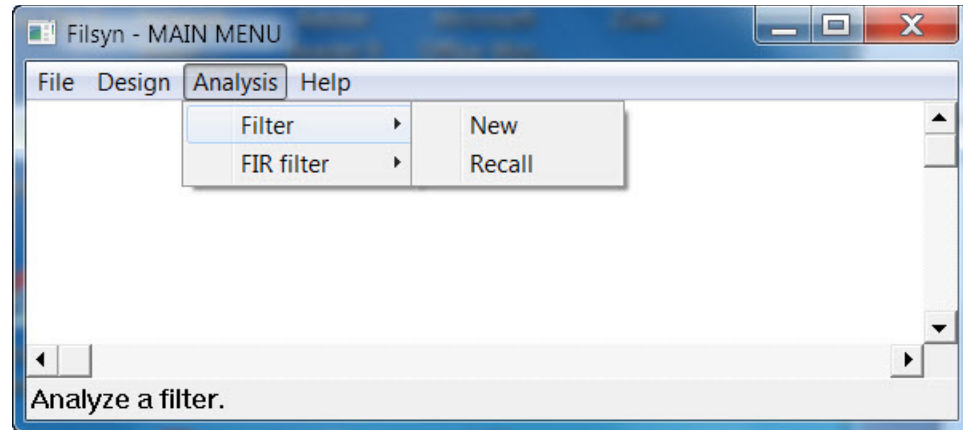 Filsyn - MAIN MENU
File Design Analysis Help
Filter New
FIR filter Recall
Analyze a filter.